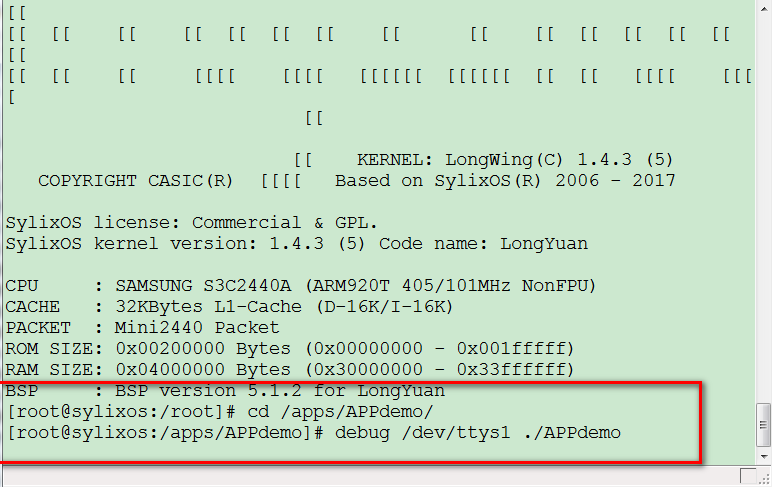 [[
[[ [[ [[ [[ [[ [[ [[ [[ [[ [[ [[ [[ [[ [[
[[
[[ [[ [[ [[[[ [[[[ [[[[[[ [[[[[[ [[ [[ [[[[ [[[
[
[[
[[ KERNEL: LongWing(C) 1.4.3 (5)
COPYRIGHT CASIC(R) [[[[ Based on SylixOS(R) 2006 - 2017
SylixOS license: Commercial & GPL.
SylixOS kernel version: 1.4.3 (5) Code name: LongYuan
CPU : SAMSUNG S3C2440A (ARM920T 405/101MHz NonFPU)
CACHE : 32KBytes L1-Cache (D-16K/I-16K)
PACKET : Mini2440 Packet
ROM SIZE: 0x00200000 Bytes (0x00000000 - 0x001fffff)
RAM SIZE: 0x04000000 Bytes (0x30000000 - 0x33ffffff)
BSP : BSP version 5.1.2 for LongYuan
[root@sylixos:/root]# cd /apps/APPdemo/
[root@sylixos:/apps/APPdemo]# debug /dev/ttys1 ./APPdemo